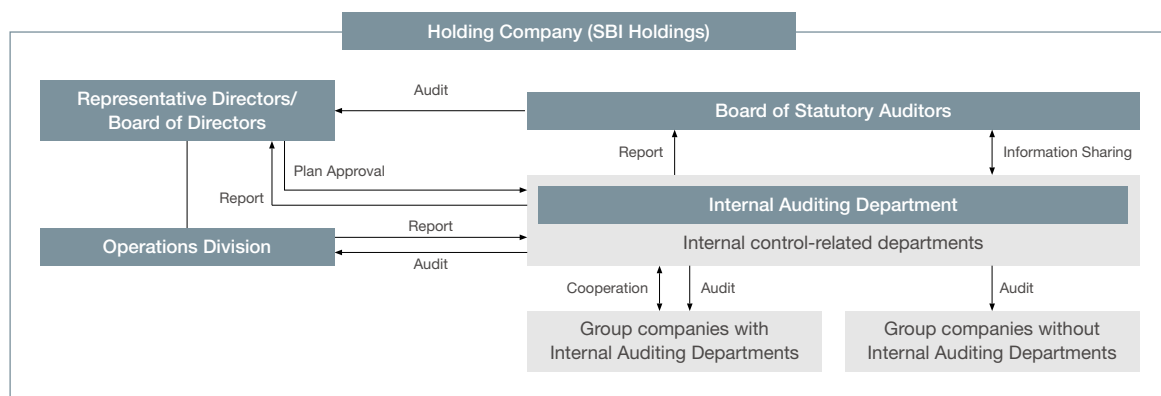 Holding Company (SBI Holdings)
Representative Directors/
Board of Directors
Audit
Board of Statutory Auditors
Plan Approval
Report
Report
Information Sharing
Internal Auditing Department
Operations Division
Report
Audit
Internal control-related departments
Cooperation
Audit
Audit
Group companies with
Internal Auditing Departments
Group companies without
Internal Auditing Departments